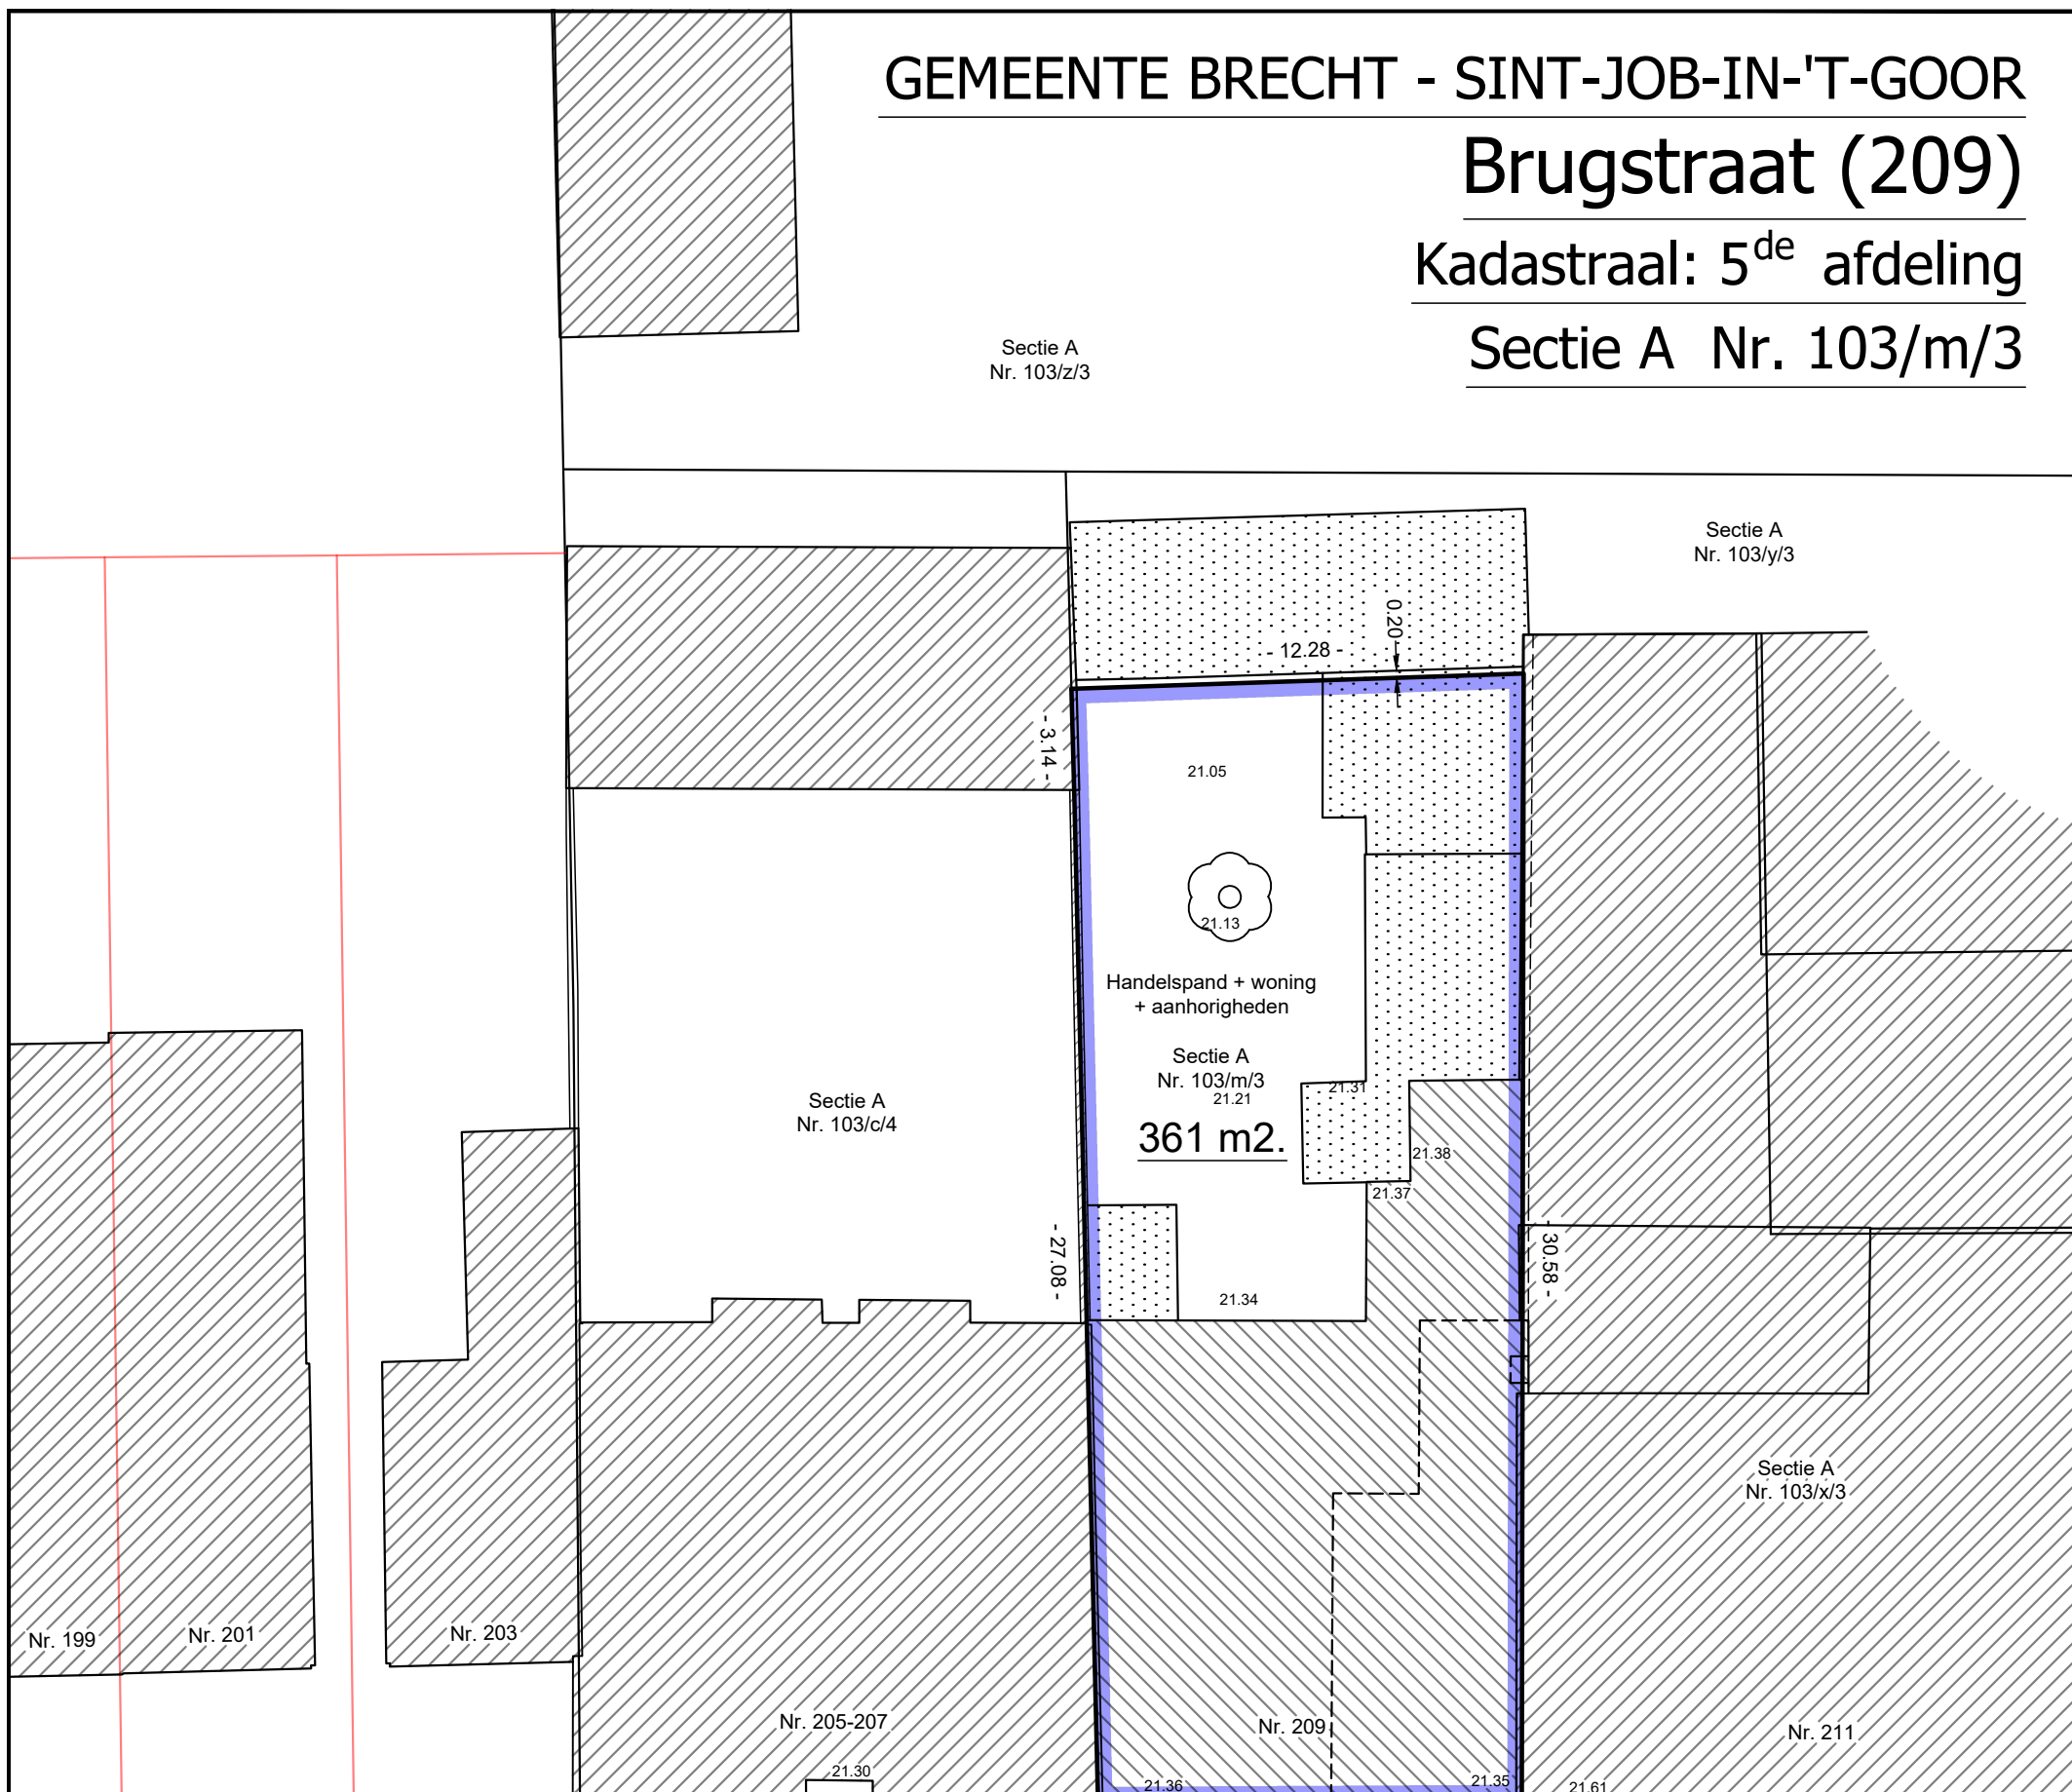 GEMEENTE BRECHT - SINT-JOB-IN-'T-GOOR
Brugstraat (209)
Kadastraal: 5de afdeling
Sectie A Nr. 103/m/3
Sectie A
Nr. 103/z/3
Sectie A
Nr. 103/y/3
0.20
- 12.28 -
- 3.14 -
21.05
21.13
Handelspand + woning
+ aanhorigheden
Sectie A
Nr. 103/m/3
21.31
21.21
361 m2.
Sectie A
Nr. 103/c/4
21.38
21.37
- 27.08 -
- 30.58 -
21.34
Sectie A
Nr. 103/x/3
Nr. 199
Nr. 201
Nr. 203
Nr. 205-207
Nr. 209
Nr. 211
21.30
21.36
21.35
21.61